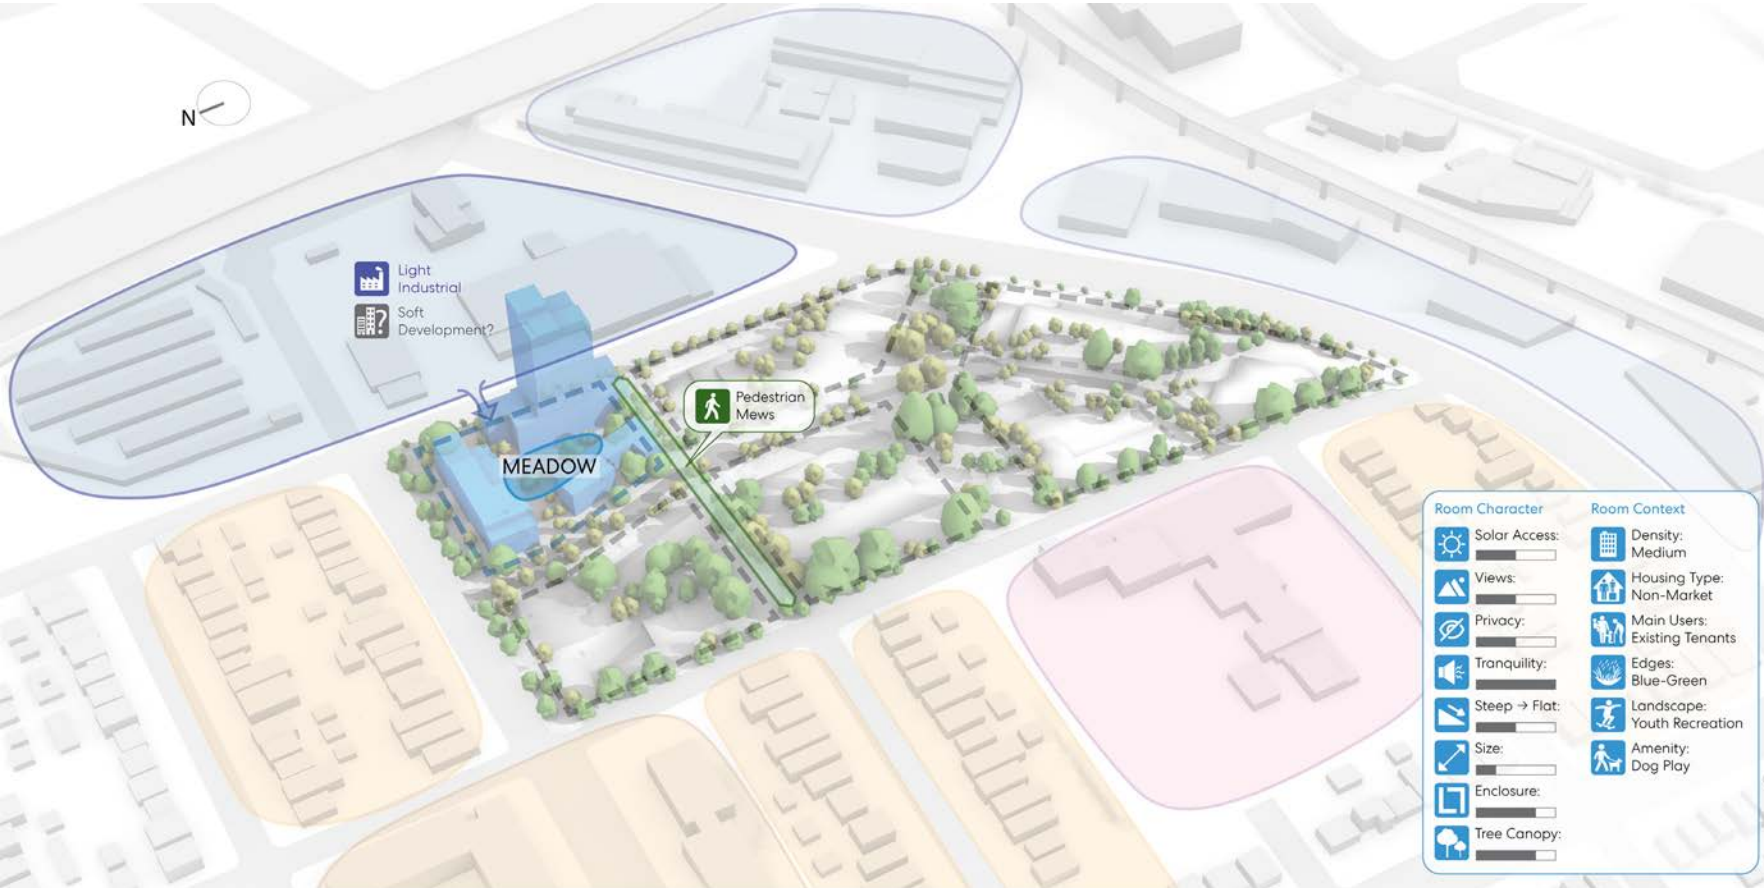 N
Light
Industrial
Soft
Development?
Pedestrian
Mews
MEADOW
Room Character
Solar Access:
Views:
Privacy:
Tranquility:
Steep → Flat:
Size:
Enclosure:
Tree Canopy:
Room Context
Density:
Medium
Housing Type:
Non-Market
Main Users:
Existing Tenants
Edges:
Blue-Green
Landscape:
Youth Recreation
Amenity:
Dog Play